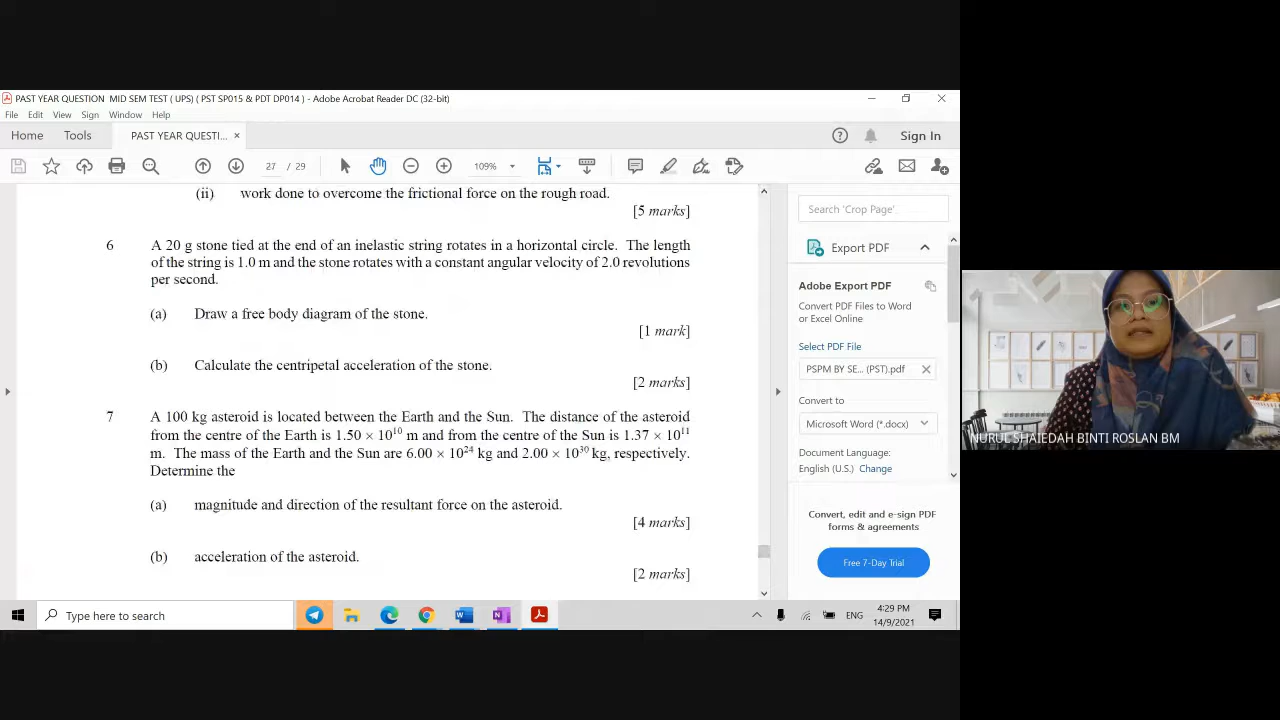 PAST YEAR QUESTION MID SEM TEST ( UPS) ( PST SP015 & PDT DP014 ) - Adobe Acrobat Reader DC (32-bit)
File Edit View Sign Window Help
Home Tools PAST YEAR QUESTI... × Sign In
27 / 29 109%
(ii) work done to overcome the frictional force on the rough road.
[5 marks]
6 A 20 g stone tied at the end of an inelastic string rotates in a horizontal circle. The length
of the string is 1.0 m and the stone rotates with a constant angular velocity of 2.0 revolutions
per second.
(a) Draw a free body diagram of the stone.
[1 mark]
(b) Calculate the centripetal acceleration of the stone.
[2 marks]
7 A 100 kg asteroid is located between the Earth and the Sun. The distance of the asteroid
from the centre of the Earth is 1.50 × 10¹⁰ m and from the centre of the Sun is 1.37 × 10¹¹
m. The mass of the Earth and the Sun are 6.00 × 10²⁴ kg and 2.00 × 10³⁰ kg, respectively.
Determine the
(a) magnitude and direction of the resultant force on the asteroid.
[4 marks]
(b) acceleration of the asteroid.
[2 marks]
Search 'Crop Page'.
Export PDF
Adobe Export PDF
Convert PDF Files to Word
or Excel Online
Select PDF File
PSPM BY SE... (PST).pdf
Convert to
Microsoft Word (*.docx)
Document Language:
English (U.S.) Change
Convert, edit and e-sign PDF
forms & agreements
Free 7-Day Trial
NURUL SHAIEDAH BINTI ROSLAN BM
Type here to search
ENG
4:29 PM
14/9/2021